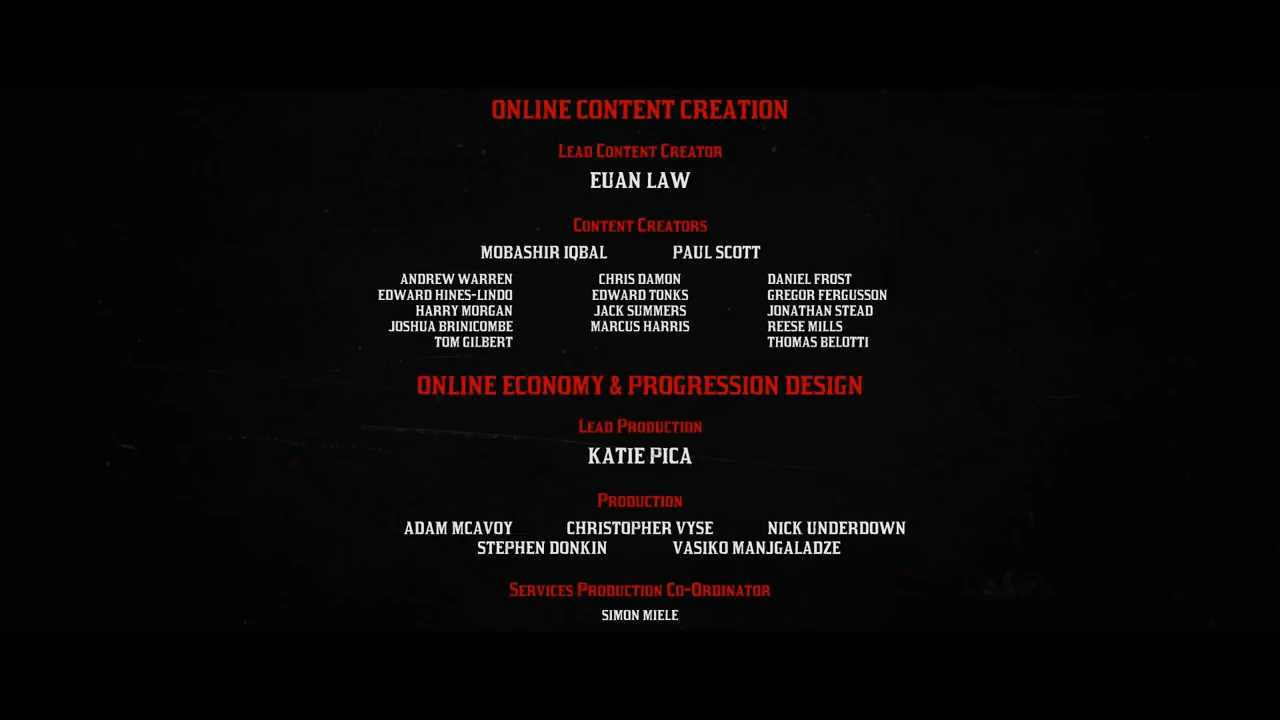 ONLINE CONTENT CREATION
LEAD CONTENT CREATOR
EUAN LAW
CONTENT CREATORS
MOBASHIR IQBAL PAUL SCOTT
ANDREW WARREN CHRIS DAMON DANIEL FROST
EDWARD HINES-LINDO EDWARD TONKS GREGOR FERGUSSON
HARRY MORGAN JACK SUMMERS JONATHAN STEAD
JOSHUA BRINICOMBE MARCUS HARRIS REESE MILLS
TOM GILBERT THOMAS BELOTTI
ONLINE ECONOMY & PROGRESSION DESIGN
LEAD PRODUCTION
KATIE PICA
PRODUCTION
ADAM MCAVOY CHRISTOPHER VYSE NICK UNDERDOWN
STEPHEN DONKIN VASIKO MANJGALADZE
SERVICES PRODUCTION CO-ORDINATOR
SIMON MIELE